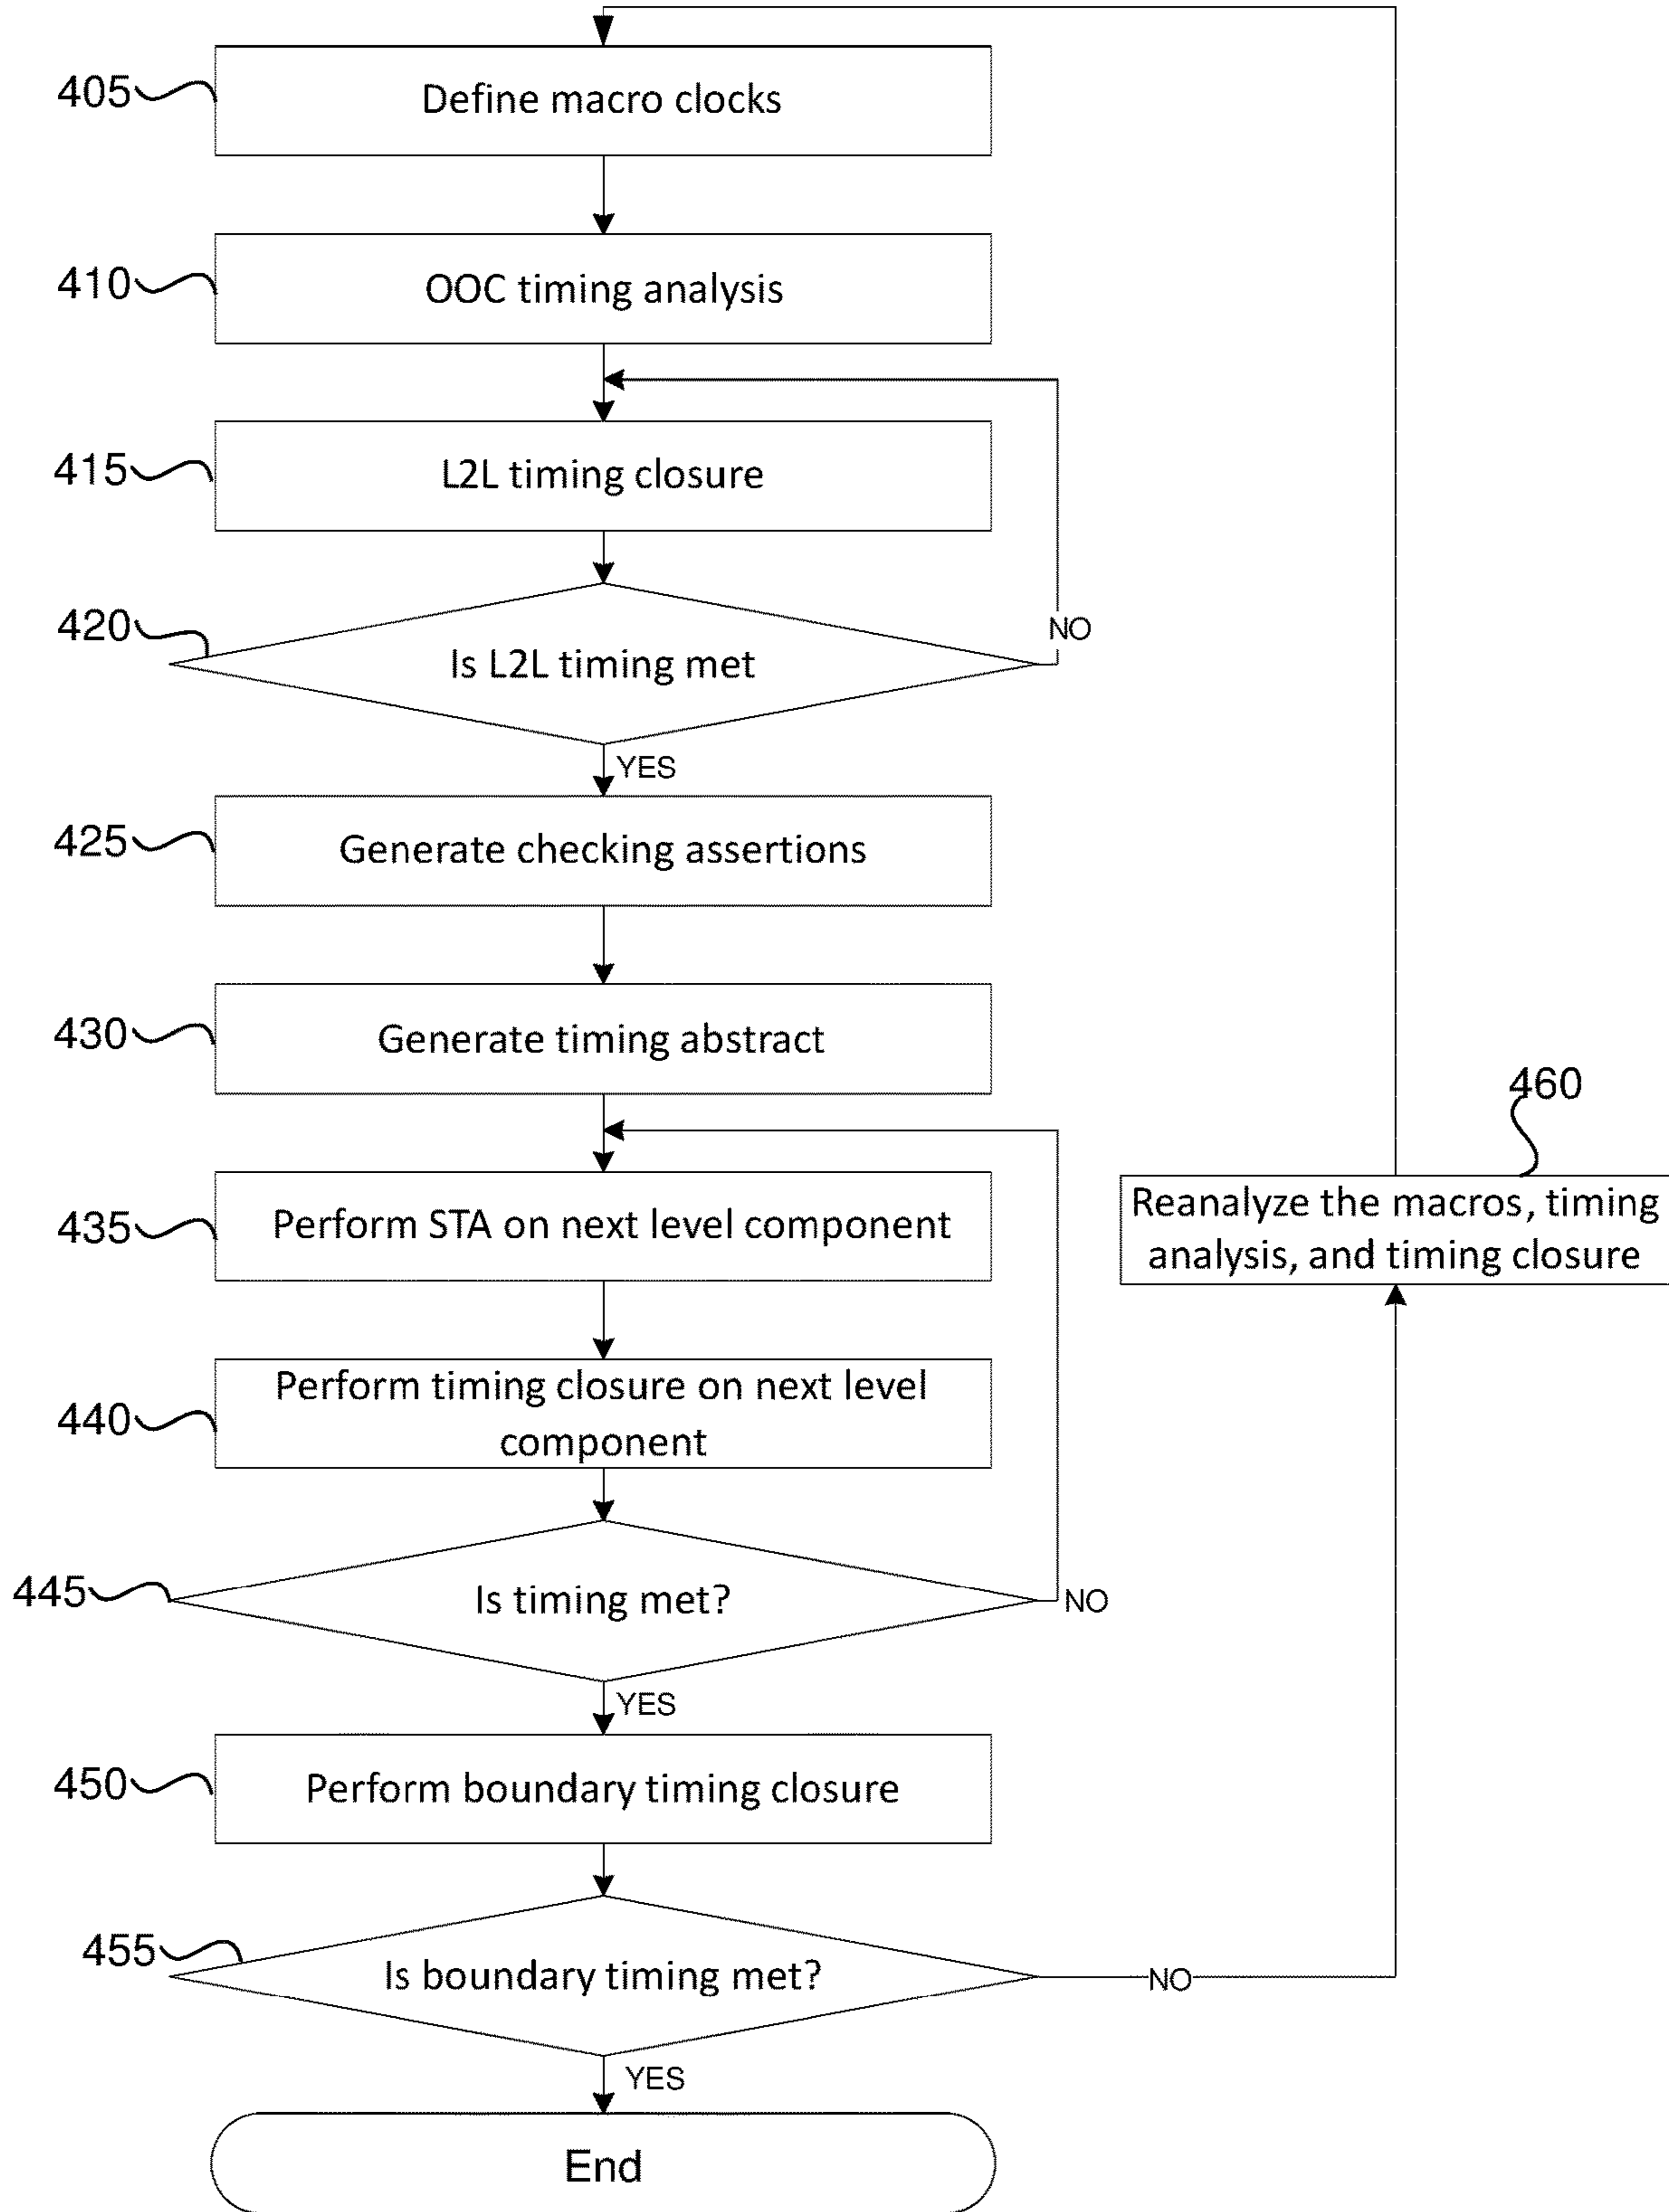 405
Define macro clocks
410
OOC timing analysis
415
L2L timing closure
420
Is L2L timing met
NO
YES
425
Generate checking assertions
430
Generate timing abstract
460
435
Perform STA on next level component
Reanalyze the macros, timing
analysis, and timing closure
440
Perform timing closure on next level
component
445
Is timing met?
NO
YES
450
Perform boundary timing closure
455
Is boundary timing met?
NO
YES
End